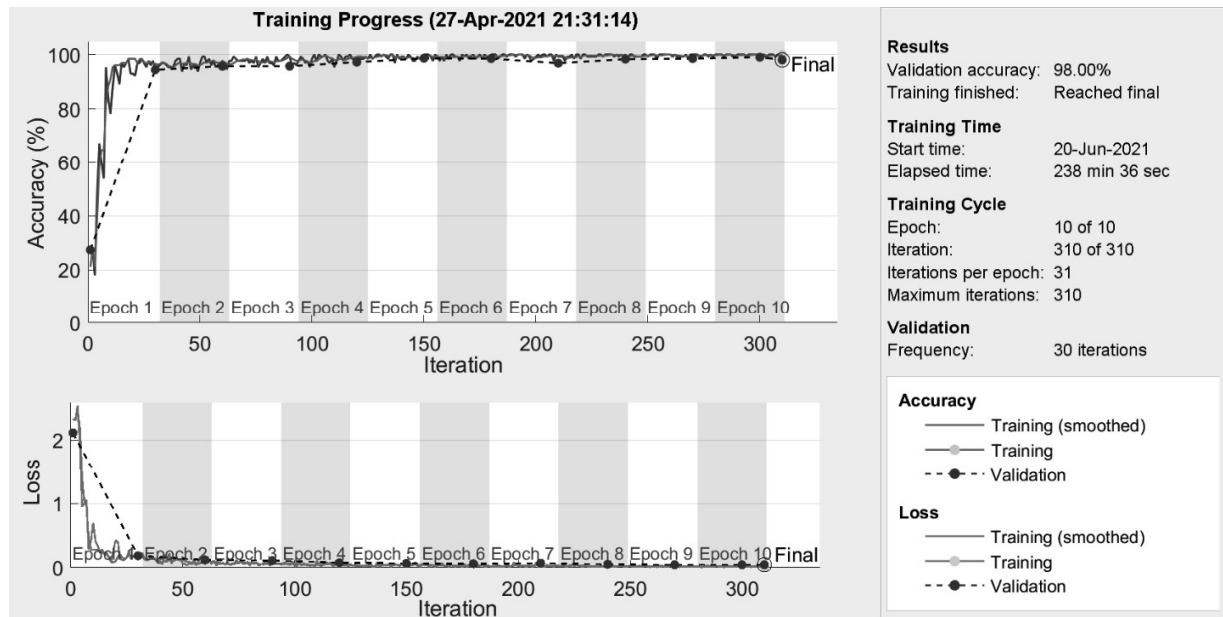 Training Progress (27-Apr-2021 21:31:14)
100
80
60
40
20
0
Accuracy (%)
Final
Epoch 1 Epoch 2 Epoch 3 Epoch 4 Epoch 5 Epoch 6 Epoch 7 Epoch 8 Epoch 9 Epoch 10
0 50 100 150 200 250 300
Iteration
2
1
0
Loss
Epoch 1 Epoch 2 Epoch 3 Epoch 4 Epoch 5 Epoch 6 Epoch 7 Epoch 8 Epoch 9 Epoch 10 Final
0 50 100 150 200 250 300
Iteration
Results
Validation accuracy: 98.00%
Training finished: Reached final
Training Time
Start time: 20-Jun-2021
Elapsed time: 238 min 36 sec
Training Cycle
Epoch: 10 of 10
Iteration: 310 of 310
Iterations per epoch: 31
Maximum iterations: 310
Validation
Frequency: 30 iterations
Accuracy
Training (smoothed)
Training
Validation
Loss
Training (smoothed)
Training
Validation